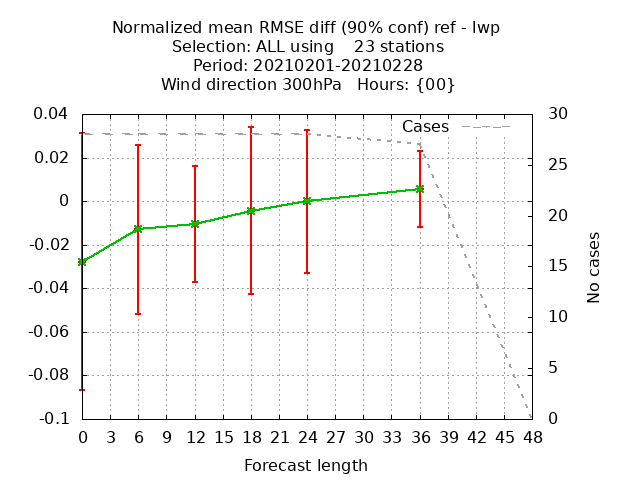 Normalized mean RMSE diff (90% conf) ref - lwp
Selection: ALL using    23 stations
Period: 20210201-20210228
Wind direction 300hPa   Hours: {00}
Cases
0.04
0.02
0
-0.02
-0.04
-0.06
-0.08
-0.1
30
25
20
15
10
5
0
No cases
0 3 6 9 12 15 18 21 24 27 30 33 36 39 42 45 48
Forecast length